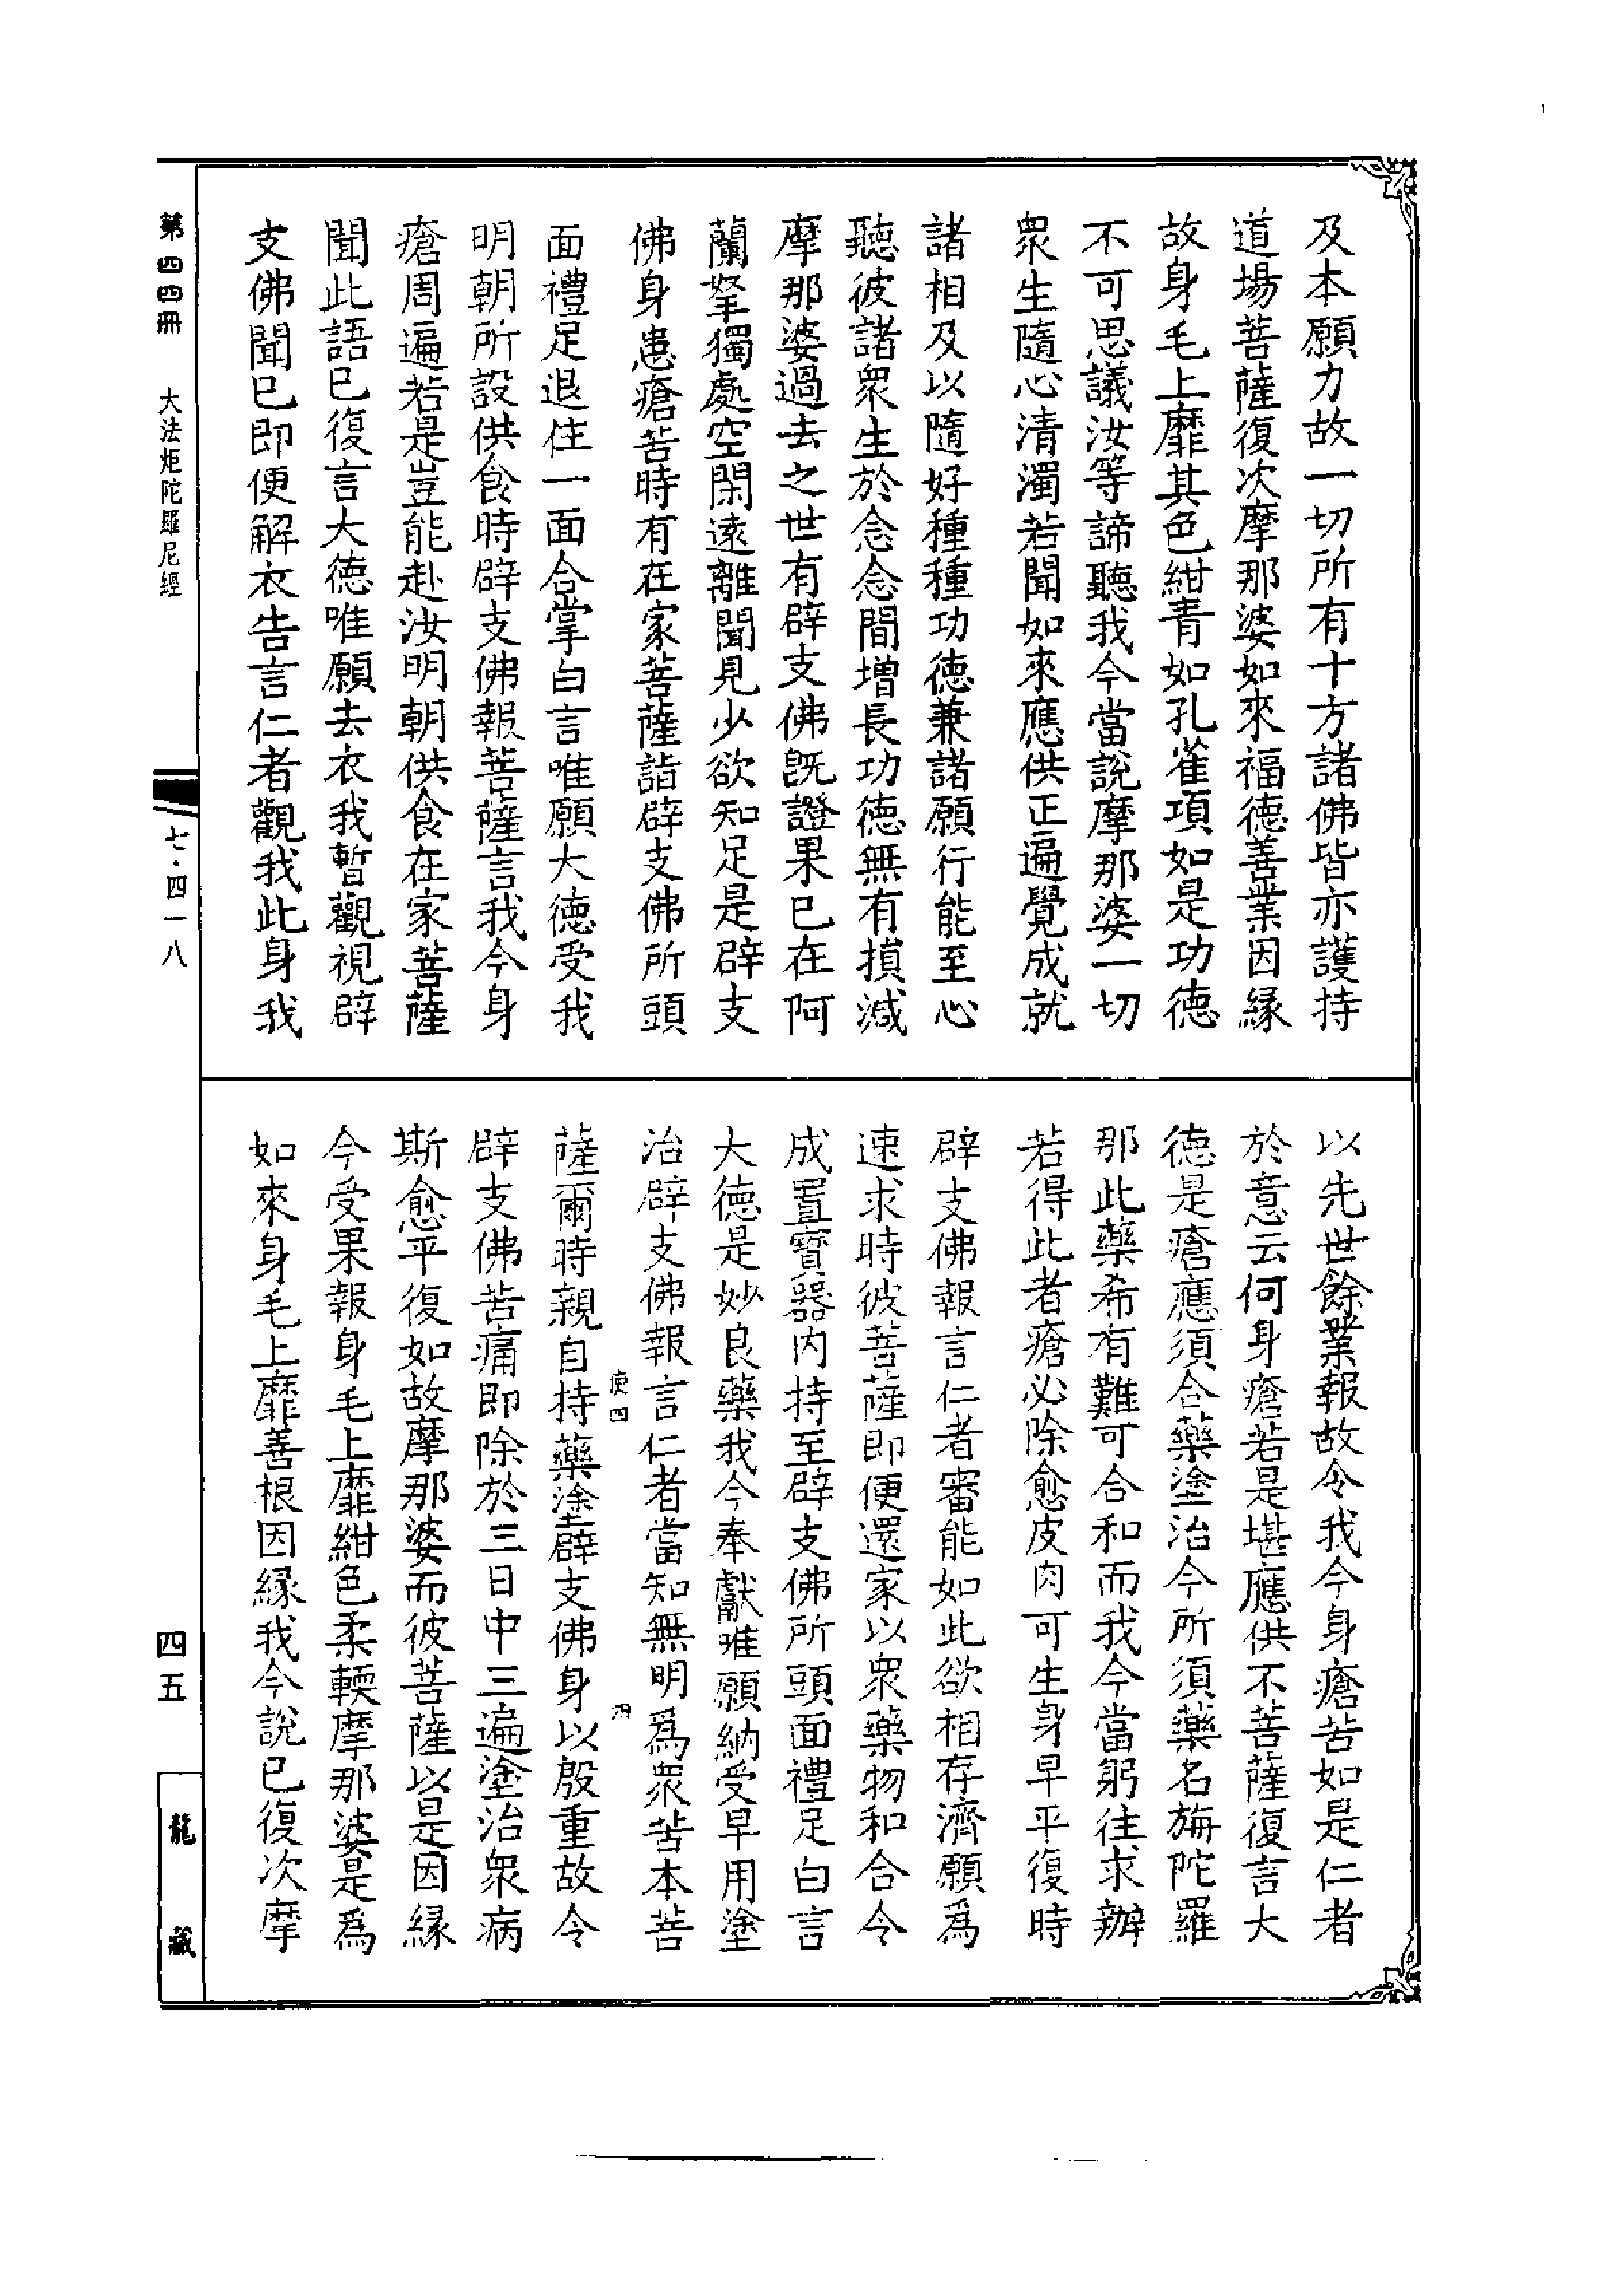 及本願力故一切所有十方諸佛皆亦護持
道場菩薩復次摩那婆如來福德善業因緣
故身毛上靡其色紺青如孔雀項如是功德
不可思議汝等諦聽我今當說摩那婆一切
眾生隨心清濁若聞如來應供正遍覺成就
諸相及以隨好種種功德兼諸願行能至心
聽彼諸眾生於念念間增長功德無有損減
摩那婆過去之世有辟支佛既證果已在阿
蘭拏獨處空閑遠離聞見少欲知足是辟支
佛身患瘡苦時有在家菩薩詣辟支佛所頭
面禮足退住一面合掌白言唯願大德受我
明朝所設供食時辟支佛報菩薩言我今身
瘡周遍若是豈能赴汝明朝供食在家菩薩
聞此語已復言大德唯願去衣我暫觀視辟
支佛聞已即便解衣告言仁者觀我此身我
以先世餘業報故令我今身瘡苦如是仁者
於意云何身瘡若是堪應供不菩薩復言大
德是瘡應須合藥塗治今所須藥名旃陀羅
那此藥希有難可合和而我今當躬往求辦
若得此者瘡必除愈皮肉可生身早平復時
辟支佛報言仁者審能如此欲相存濟願為
速求時彼菩薩即便還家以眾藥物和合令
成置寶器內持至辟支佛所頭面禮足白言
大德是妙良藥我今奉獻唯願納受早用塗
治辟支佛報言仁者當知無明為眾苦本菩
使四
薩爾時親自持藥塗辟支佛身以殷重故令
辟支佛苦痛即除於三日中三遍塗治眾病
斯愈平復如故摩那婆而彼菩薩以是因緣
今受果報身毛上靡紺色柔輭摩那婆是為
如來身毛上靡善根因緣我今說已復次摩
第四四冊 大法炬陀羅尼經
七·四一八
四五
龍藏